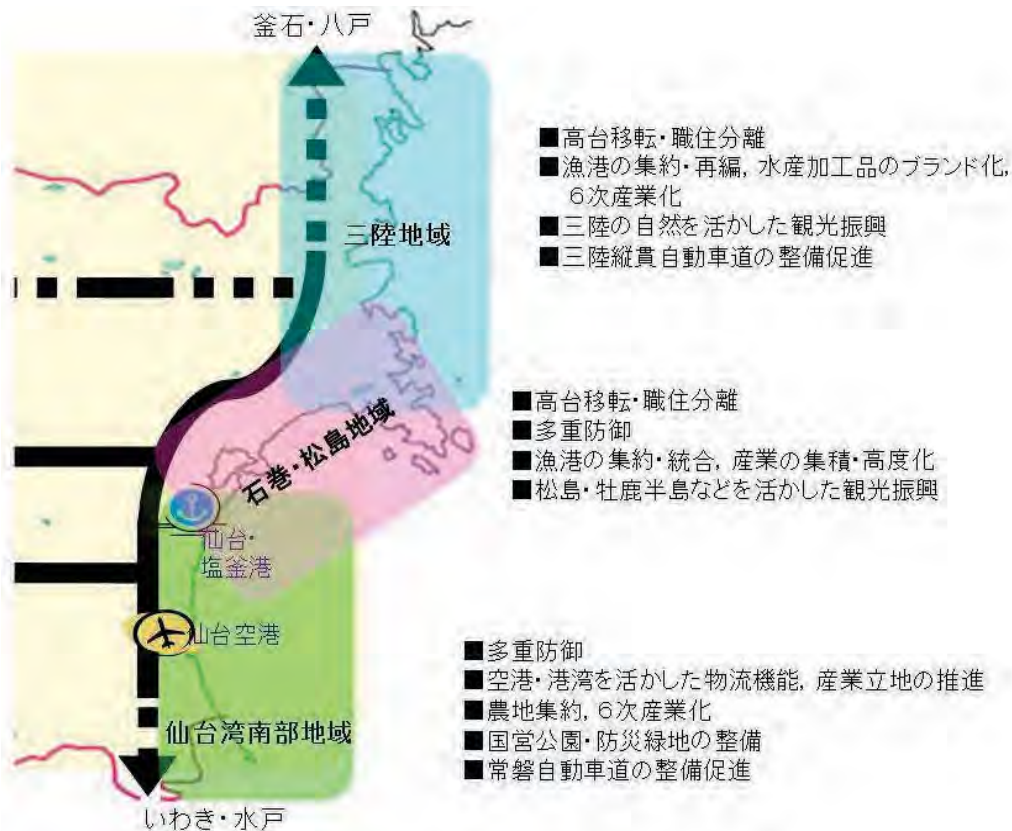 釜石・八戸
■高台移転・職住分離
■漁港の集約・再編, 水産加工品のブランド化,
6次産業化
■三陸の自然を活かした観光振興
■三陸縦貫自動車道の整備促進
三陸地域
■高台移転・職住分離
■多重防御
■漁港の集約・統合, 産業の集積・高度化
■松島・牡鹿半島などを活かした観光振興
石巻・松島地域
仙台・
塩釜港
仙台空港
■多重防御
■空港・港湾を活かした物流機能, 産業立地の推進
■農地集約, 6次産業化
■国営公園・防災緑地の整備
■常磐自動車道の整備促進
仙台湾南部地域
いわき・水戸